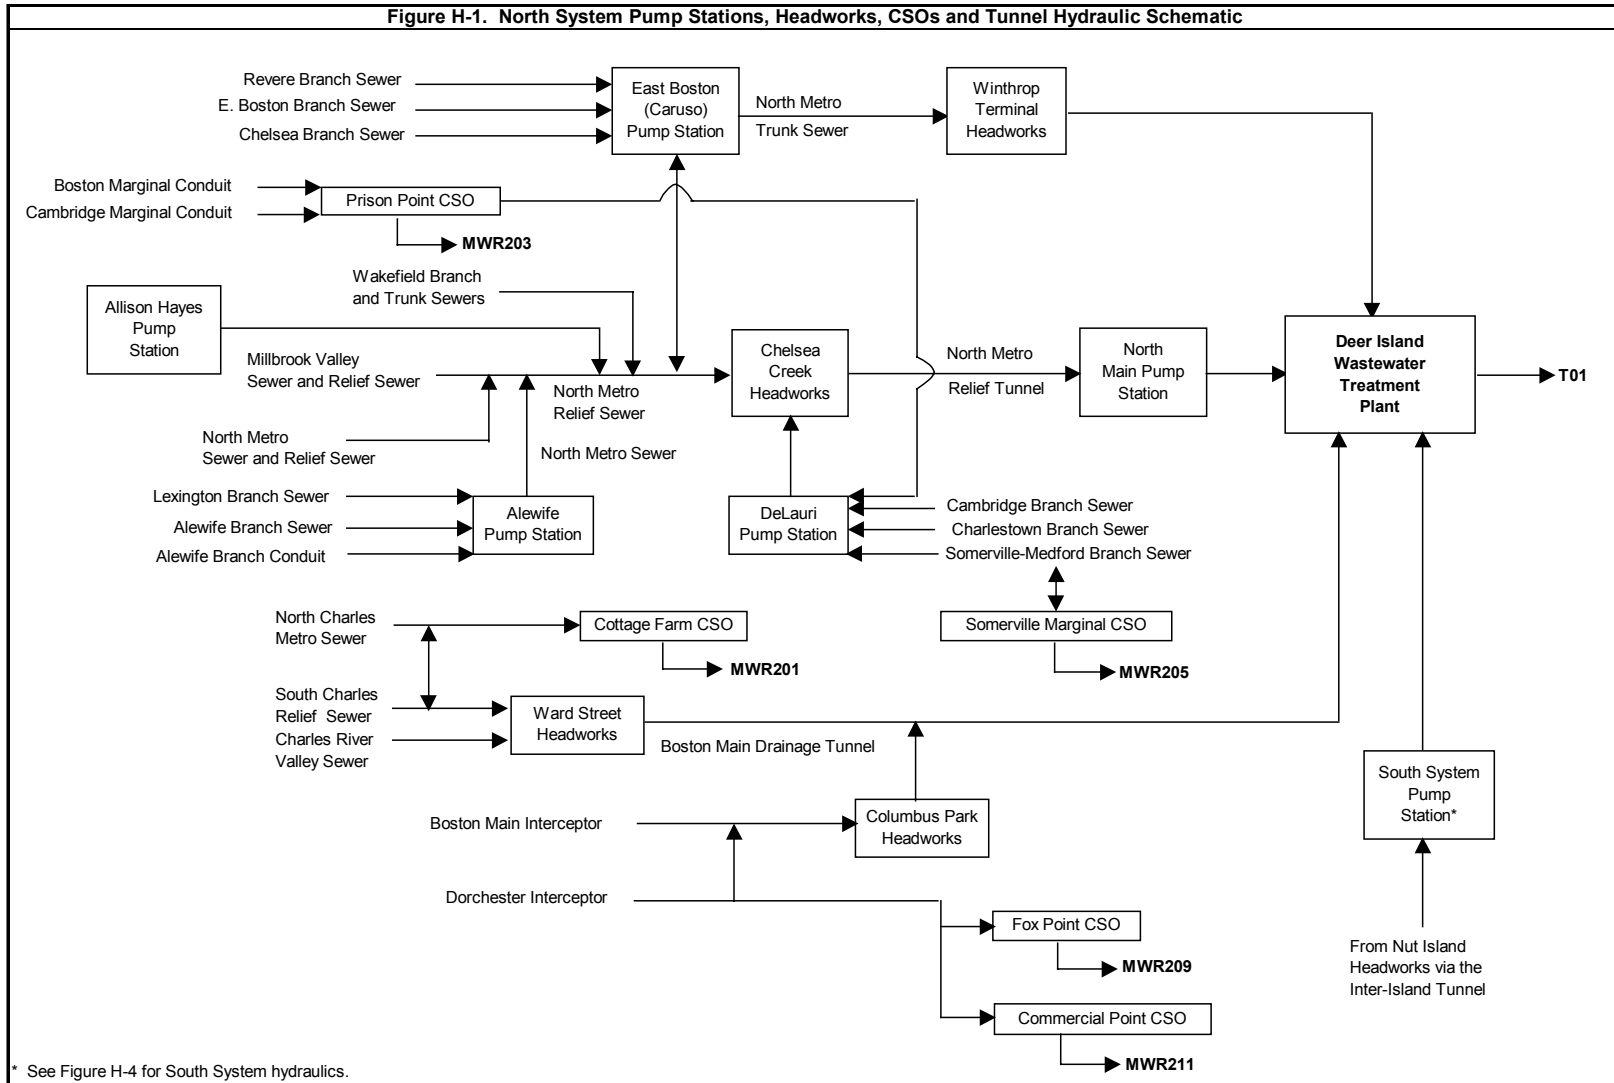 Figure H-1.  North System Pump Stations, Headworks, CSOs and Tunnel Hydraulic Schematic
Revere Branch Sewer
E. Boston Branch Sewer
Chelsea Branch Sewer
East Boston
(Caruso)
Pump Station
North Metro
Trunk Sewer
Winthrop
Terminal
Headworks
Boston Marginal Conduit
Cambridge Marginal Conduit
Prison Point CSO
MWR203
Wakefield Branch
and Trunk Sewers
Allison Hayes
Pump
Station
Millbrook Valley
Sewer and Relief Sewer
North Metro
Relief Sewer
Chelsea
Creek
Headworks
North Metro
Relief Tunnel
North
Main Pump
Station
Deer Island
Wastewater
Treatment
Plant
T01
North Metro
Sewer and Relief Sewer
North Metro Sewer
Lexington Branch Sewer
Alewife Branch Sewer
Alewife Branch Conduit
Alewife
Pump Station
DeLauri
Pump Station
Cambridge Branch Sewer
Charlestown Branch Sewer
Somerville-Medford Branch Sewer
North Charles
Metro Sewer
Cottage Farm CSO
MWR201
Somerville Marginal CSO
MWR205
South Charles
Relief  Sewer
Charles River
Valley Sewer
Ward Street
Headworks
Boston Main Drainage Tunnel
South System
Pump
Station*
Boston Main Interceptor
Columbus Park
Headworks
Dorchester Interceptor
Fox Point CSO
MWR209
From Nut Island
Headworks via the
Inter-Island Tunnel
Commercial Point CSO
MWR211
* See Figure H-4 for South System hydraulics.